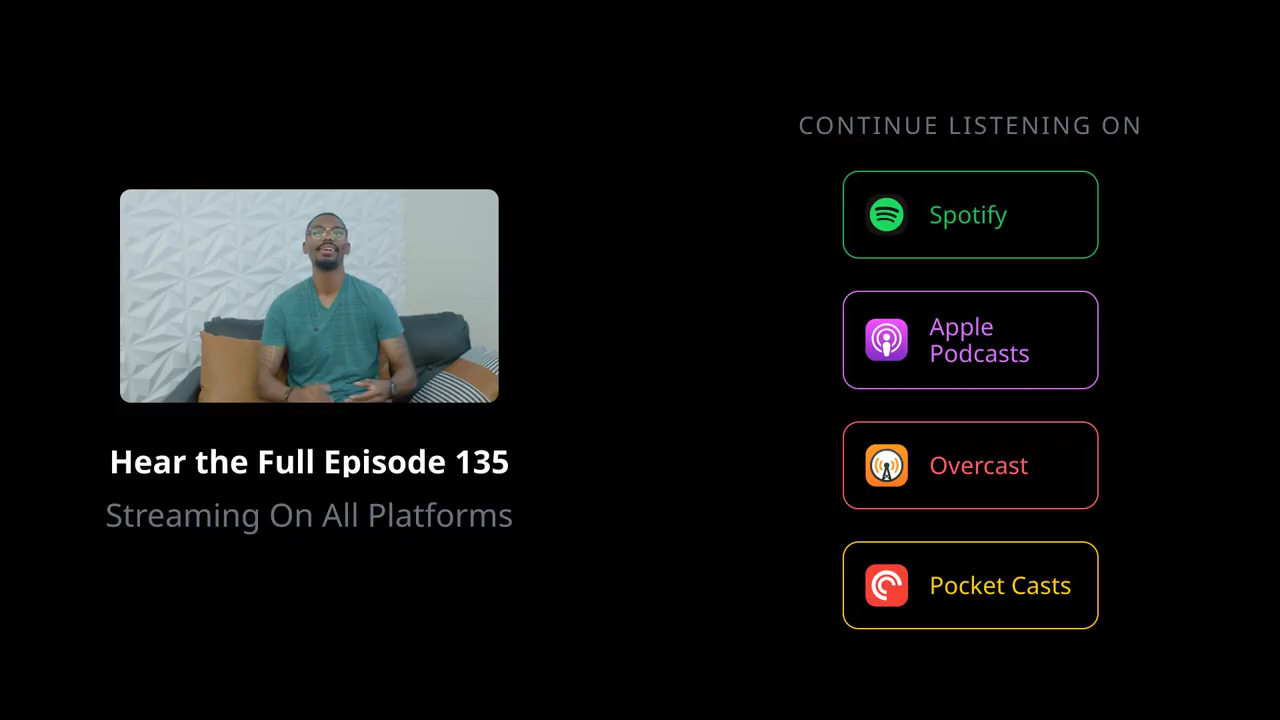 Hear the Full Episode 135
Streaming On All Platforms
CONTINUE LISTENING ON
Spotify
Apple
Podcasts
Overcast
Pocket Casts